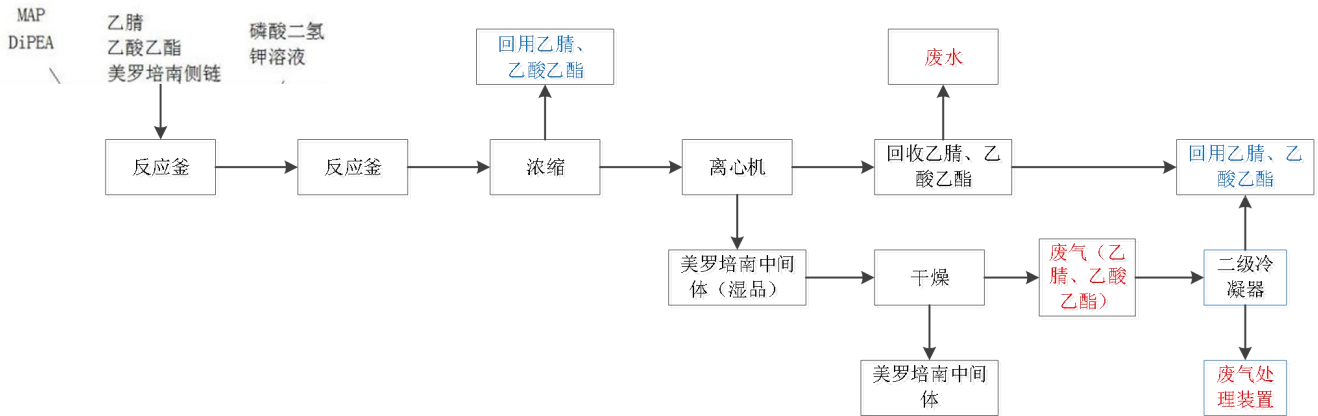 MAP
DiPEA
乙腈
乙酸乙酯
美罗培南侧链
磷酸二氢
钾溶液
回用乙腈、
乙酸乙酯
废水
反应釜
反应釜
浓缩
离心机
回收乙腈、乙
酸乙酯
回用乙腈、乙
酸乙酯
美罗培南中间
体（湿品）
干燥
废气（乙
腈、乙酸
乙酯）
二级冷
凝器
美罗培南中间
体
废气处
理装置